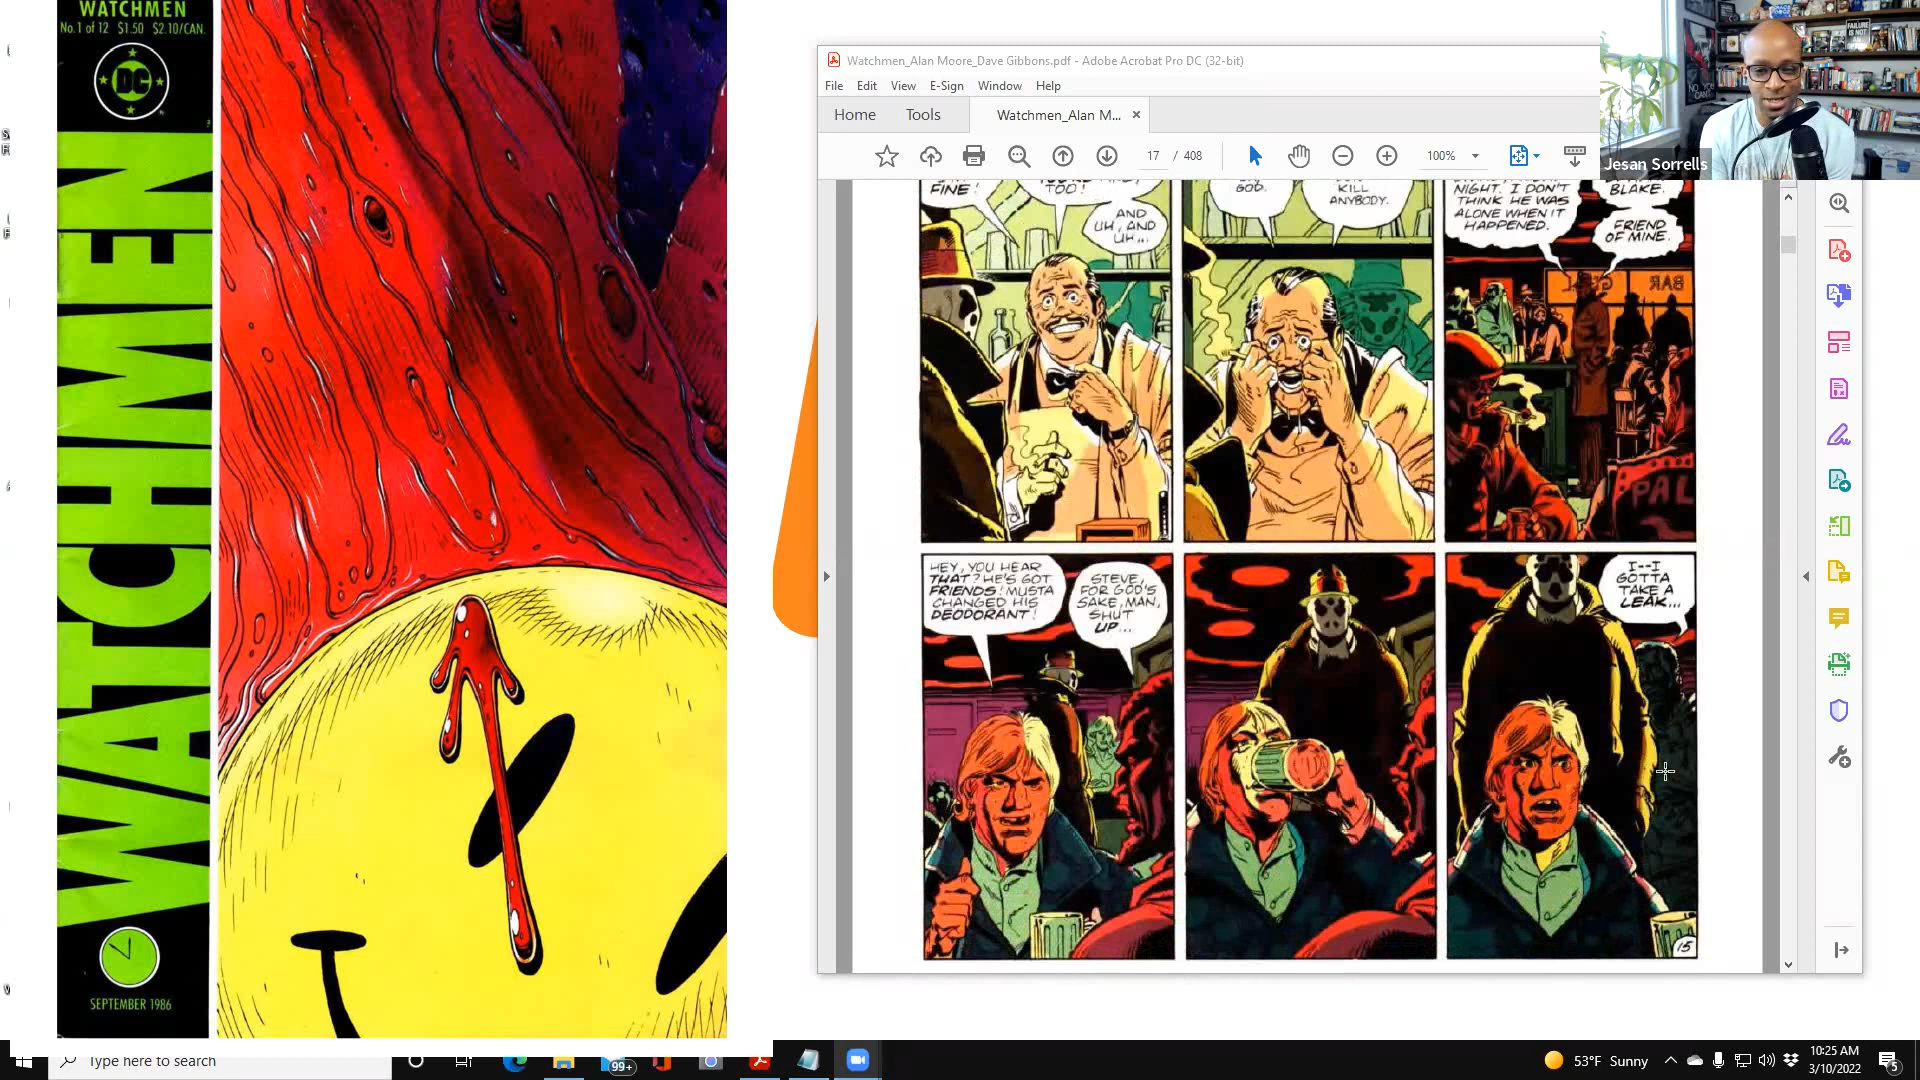 WATCHMEN
No. 1 of 12 $1.50 $2.10/CAN.
DC
WATCHMEN
SEPTEMBER 1986
Watchmen_Alan Moore_Dave Gibbons.pdf - Adobe Acrobat Pro DC (32-bit)
File Edit View E-Sign Window Help
Home Tools Watchmen_Alan M... ×
17 / 408
100%
Jesan Sorrells
FINE!
TOO!
AND
UH, AND
UH...
GOD.
KILL
ANYBODY.
NIGHT. I DON'T
THINK HE WAS
ALONE WHEN IT
HAPPENED.
BLAKE.
FRIEND
OF MINE.
BAR
PAL
HEY, YOU HEAR
THAT? HE'S GOT
FRIENDS! MUSTA
CHANGED HIS
DEODORANT!
STEVE,
FOR GOD'S
SAKE, MAN,
SHUT
UP...
I--I
GOTTA
TAKE A
LEAK...
15
Type here to search
99+
53°F Sunny
10:25 AM
3/10/2022
5